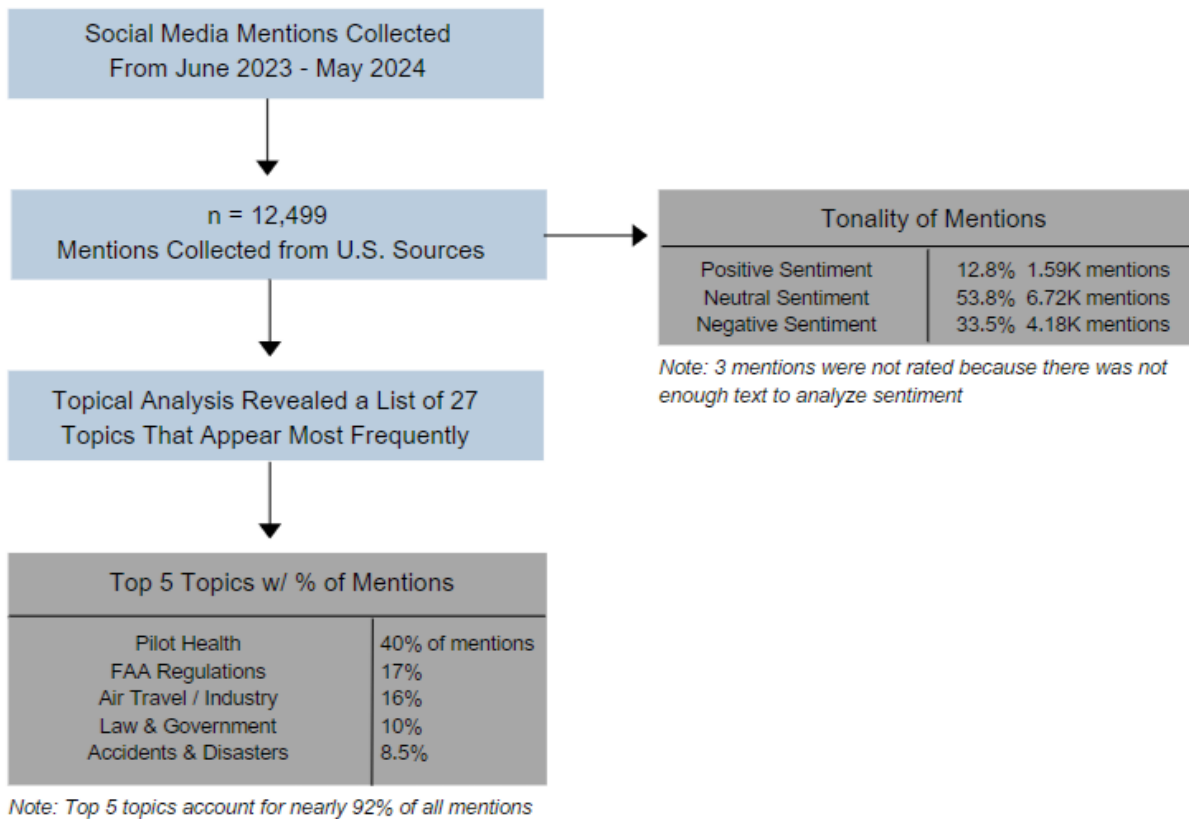 Social Media Mentions Collected
From June 2023 - May 2024
n = 12,499
Mentions Collected from U.S. Sources
Tonality of Mentions
Positive Sentiment 12.8% 1.59K mentions
Neutral Sentiment 53.8% 6.72K mentions
Negative Sentiment 33.5% 4.18K mentions
Note: 3 mentions were not rated because there was not
enough text to analyze sentiment
Topical Analysis Revealed a List of 27
Topics That Appear Most Frequently
Top 5 Topics w/ % of Mentions
Pilot Health 40% of mentions
FAA Regulations 17%
Air Travel / Industry 16%
Law & Government 10%
Accidents & Disasters 8.5%
Note: Top 5 topics account for nearly 92% of all mentions